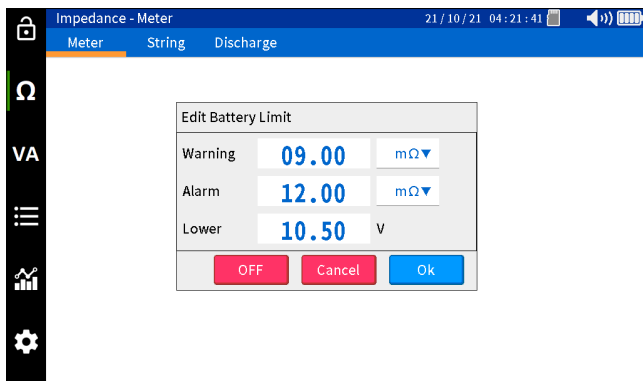 Impedance - Meter 21/10/21 04:21:41
Meter String Discharge
Ω
VA
Edit Battery Limit
Warning 09.00 mΩ▼
Alarm 12.00 mΩ▼
Lower 10.50 V
OFF Cancel Ok